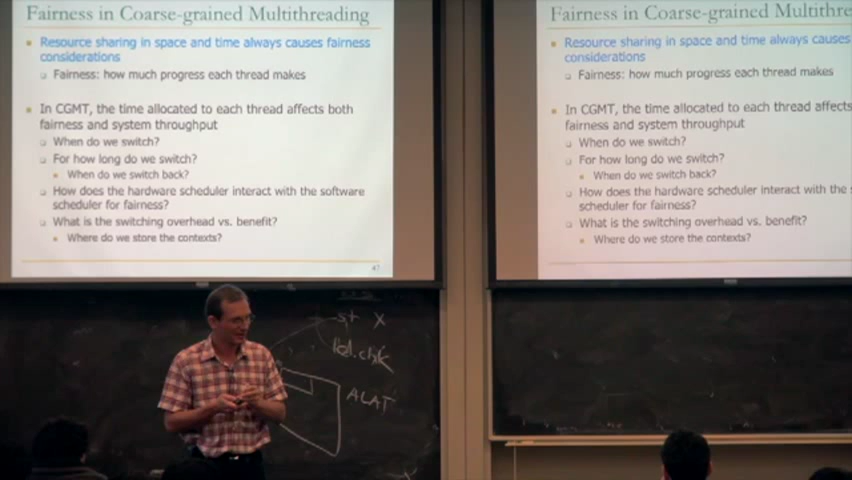 Fairness in Coarse-grained Multithreading
Resource sharing in space and time always causes fairness
considerations
Fairness: how much progress each thread makes
In CGMT, the time allocated to each thread affects both
fairness and system throughput
When do we switch?
For how long do we switch?
When do we switch back?
How does the hardware scheduler interact with the software
scheduler for fairness?
What is the switching overhead vs. benefit?
Where do we store the contexts?
47
Fairness in Coarse-grained Multithre
Resource sharing in space and time always causes
considerations
Fairness: how much progress each thread makes
In CGMT, the time allocated to each thread affects
fairness and system throughput
When do we switch?
For how long do we switch?
When do we switch back?
How does the hardware scheduler interact with the
scheduler for fairness?
What is the switching overhead vs. benefit?
Where do we store the contexts?
st X
ld.chk
ALAT